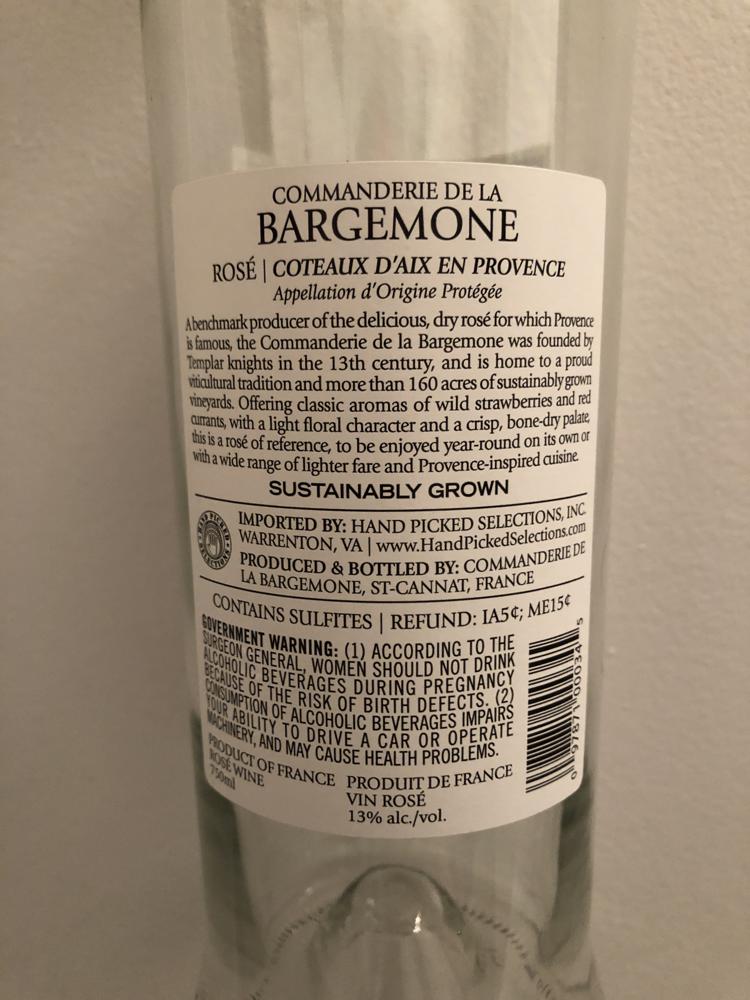 COMMANDERIE DE LA
BARGEMONE
ROSÉ | COTEAUX D'AIX EN PROVENCE
Appellation d'Origine Protégée
A benchmark producer of the delicious, dry rosé for which Provence
is famous, the Commanderie de la Bargemone was founded by
Templar knights in the 13th century, and is home to a proud
viticultural tradition and more than 160 acres of sustainably grown
vineyards. Offering classic aromas of wild strawberries and red
currants, with a light floral character and a crisp, bone-dry palate,
this is a rosé of reference, to be enjoyed year-round on its own or
with a wide range of lighter fare and Provence-inspired cuisine.
SUSTAINABLY GROWN
HAND PICKED SELECTIONS
IMPORTED BY: HAND PICKED SELECTIONS, INC.
WARRENTON, VA | www.HandPickedSelections.com
PRODUCED & BOTTLED BY: COMMANDERIE DE
LA BARGEMONE, ST-CANNAT, FRANCE
CONTAINS SULFITES | REFUND: IA5¢; ME15¢
GOVERNMENT WARNING: (1) ACCORDING TO THE
SURGEON GENERAL, WOMEN SHOULD NOT DRINK
ALCOHOLIC BEVERAGES DURING PREGNANCY
BECAUSE OF THE RISK OF BIRTH DEFECTS. (2)
CONSUMPTION OF ALCOHOLIC BEVERAGES IMPAIRS
YOUR ABILITY TO DRIVE A CAR OR OPERATE
MACHINERY, AND MAY CAUSE HEALTH PROBLEMS.
0 97871 00034 5
PRODUCT OF FRANCE
ROSÉ WINE
750ml
PRODUIT DE FRANCE
VIN ROSÉ
13% alc./vol.